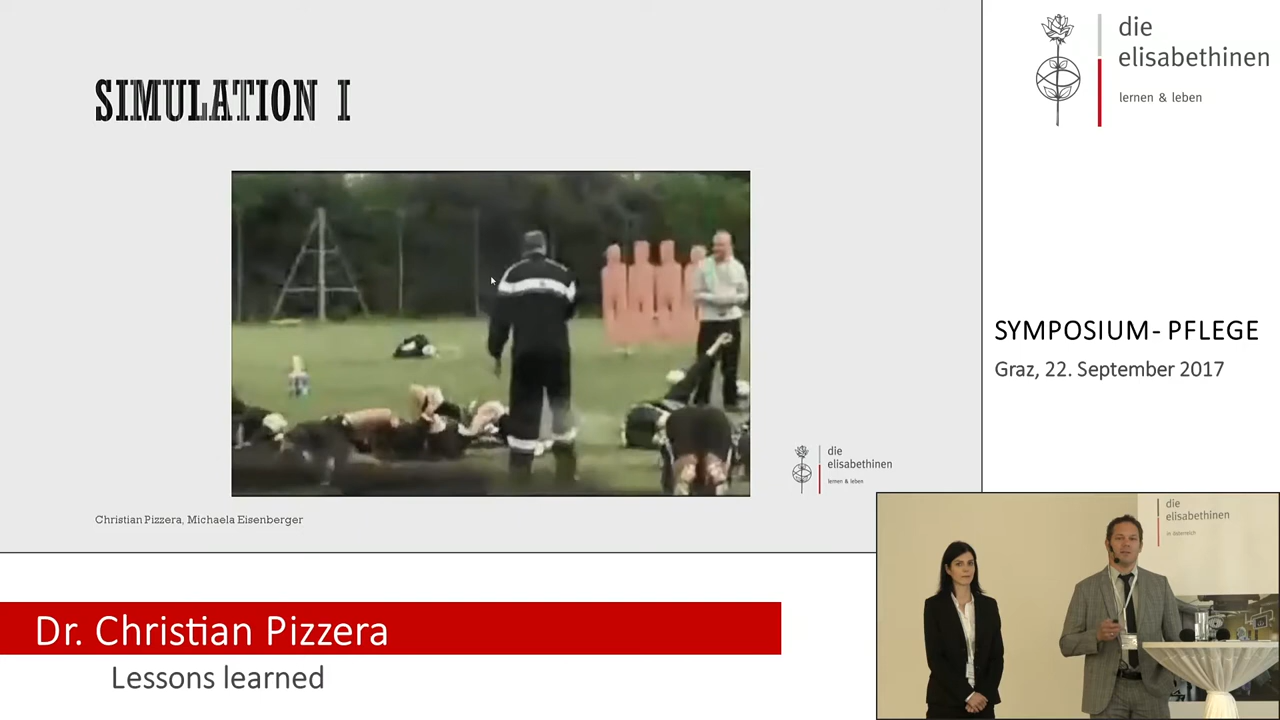 SIMULATION I
die
elisabethinen
lernen & leben
Christian Pizzera, Michaela Eisenberger
die
elisabethinen
lernen & leben
SYMPOSIUM - PFLEGE
Graz, 22. September 2017
die
elisabethinen
in österreich
Dr. Christian Pizzera
Lessons learned